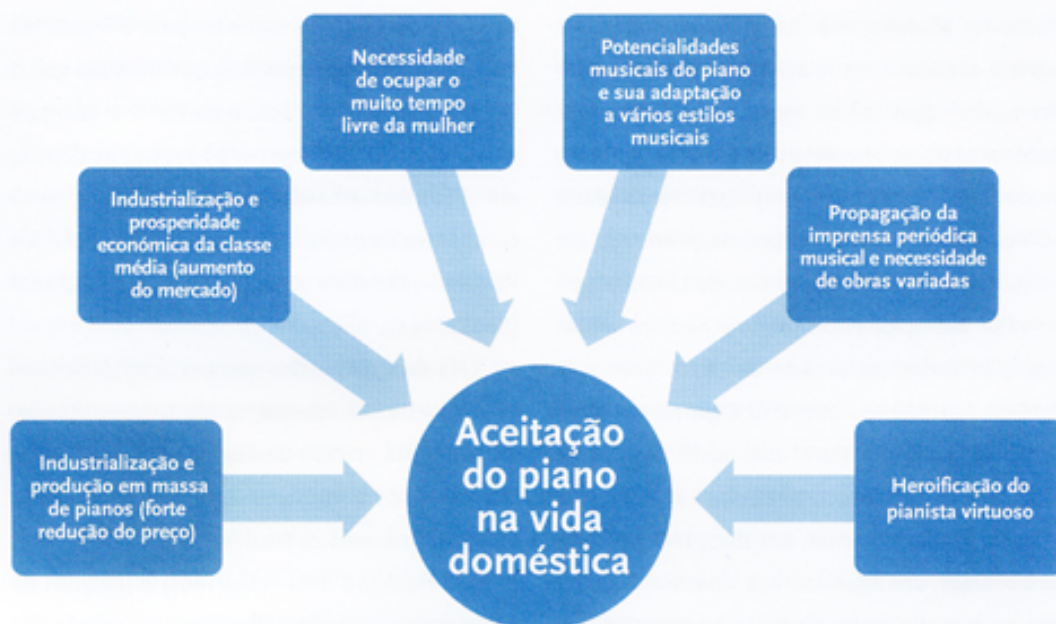 Necessidade
de ocupar o
muito tempo
livre da mulher
Potencialidades
musicais do piano
e sua adaptação
a vários estilos
musicais
Industrialização e
prosperidade
económica da classe
média (aumento
do mercado)
Propagação da
imprensa periódica
musical e necessidade
de obras variadas
Industrialização e
produção em massa
de pianos (forte
redução do preço)
Aceitação
do piano
na vida
doméstica
Heroificação do
pianista virtuoso